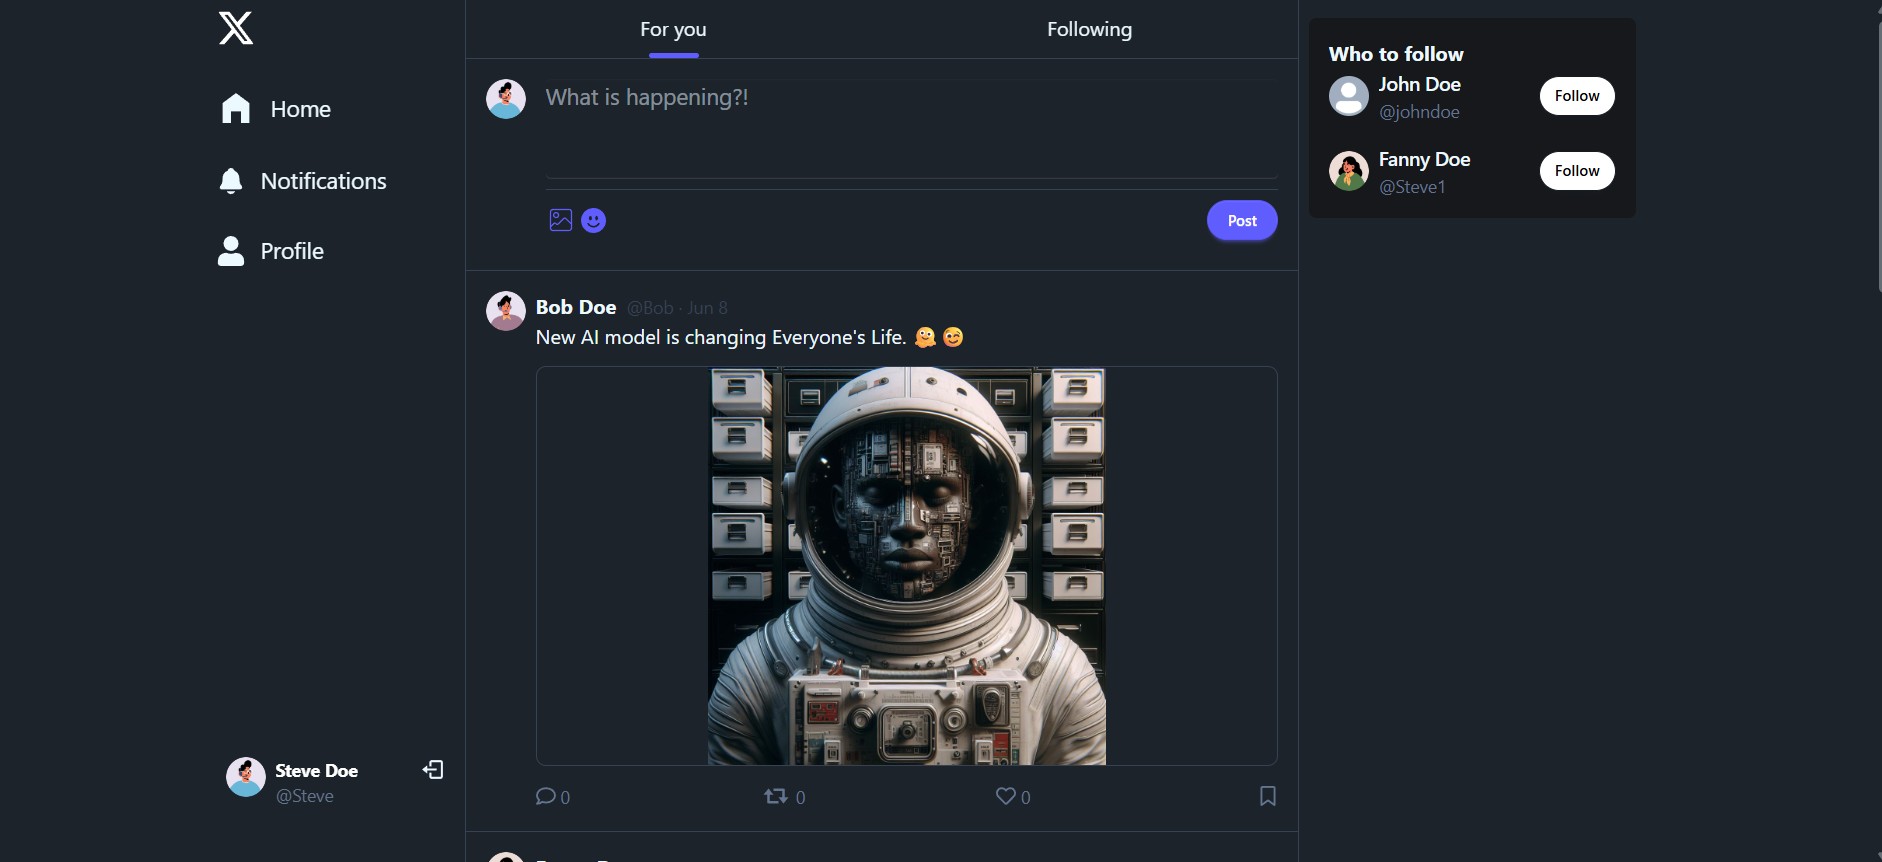 Home
Notifications
Profile
Steve Doe
@Steve
For you
Following
What is happening?!
Post
Bob Doe @Bob · Jun 8
New AI model is changing Everyone's Life. 🤗 😉
0
0
0
Who to follow
John Doe
@johndoe
Follow
Fanny Doe
@Steve1
Follow